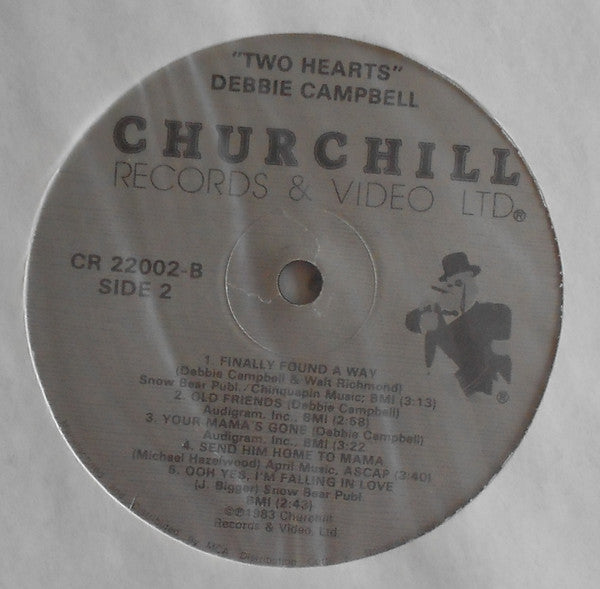 "TWO HEARTS"
DEBBIE CAMPBELL
CHURCHILL
RECORDS & VIDEO LTD®
CR 22002-B
SIDE 2
®
1. FINALLY FOUND A WAY
(Debbie Campbell & Walt Richmond)
Snow Bear Publ./Chinquapin Music; BMI (3:13)
2. OLD FRIENDS (Debbie Campbell)
Audigram, Inc., BMI (2:58)
3. YOUR MAMA'S GONE (Debbie Campbell)
Audigram, Inc., BMI (3:22
4. SEND HIM HOME TO MAMA
(Michael Hazelwood) April Music, ASCAP (3:40)
5. OOH YES, I'M FALLING IN LOVE
(J. Bigger) Snow Bear Publ.
BMI (2:43)
©℗1983 Churchill
Records & Video, Ltd.
Distributed by MCA Distribution